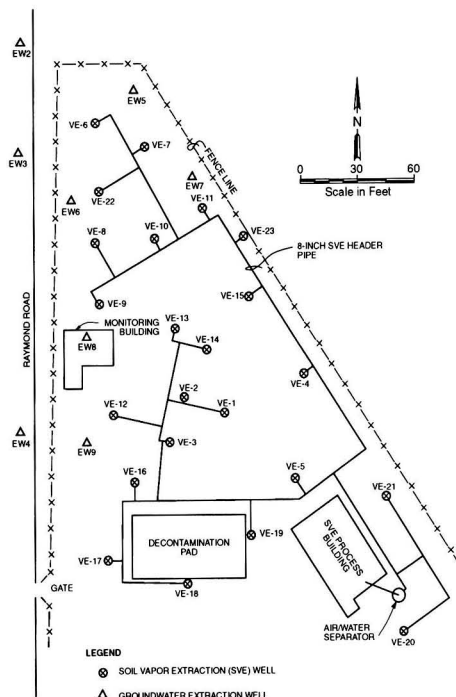 EW2
EW5
VE-6
VE-7
FENCE LINE
N
EW3
EW7
30 0 30 60
Scale in Feet
VE-22
EW6
VE-11
VE-8
VE-10
VE-23
8-INCH SVE HEADER
PIPE
VE-15
VE-9
MONITORING
BUILDING
VE-13
EW8
VE-14
RAYMOND ROAD
VE-4
VE-2
VE-12
VE-1
EW4
EW9
VE-3
VE-16
VE-5
VE-21
DECONTAMINATION
PAD
VE-19
SVE PROCESS
BUILDING
VE-17
GATE
VE-18
AIR/WATER
SEPARATOR
VE-20
LEGEND
SOIL VAPOR EXTRACTION (SVE) WELL
GROUNDWATER EXTRACTION WELL